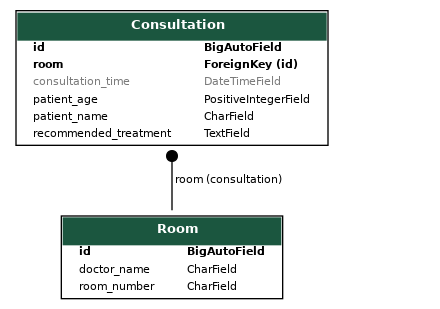 Consultation
id BigAutoField
room ForeignKey (id)
consultation_time DateTimeField
patient_age PositiveIntegerField
patient_name CharField
recommended_treatment TextField
room (consultation)
Room
id BigAutoField
doctor_name CharField
room_number CharField